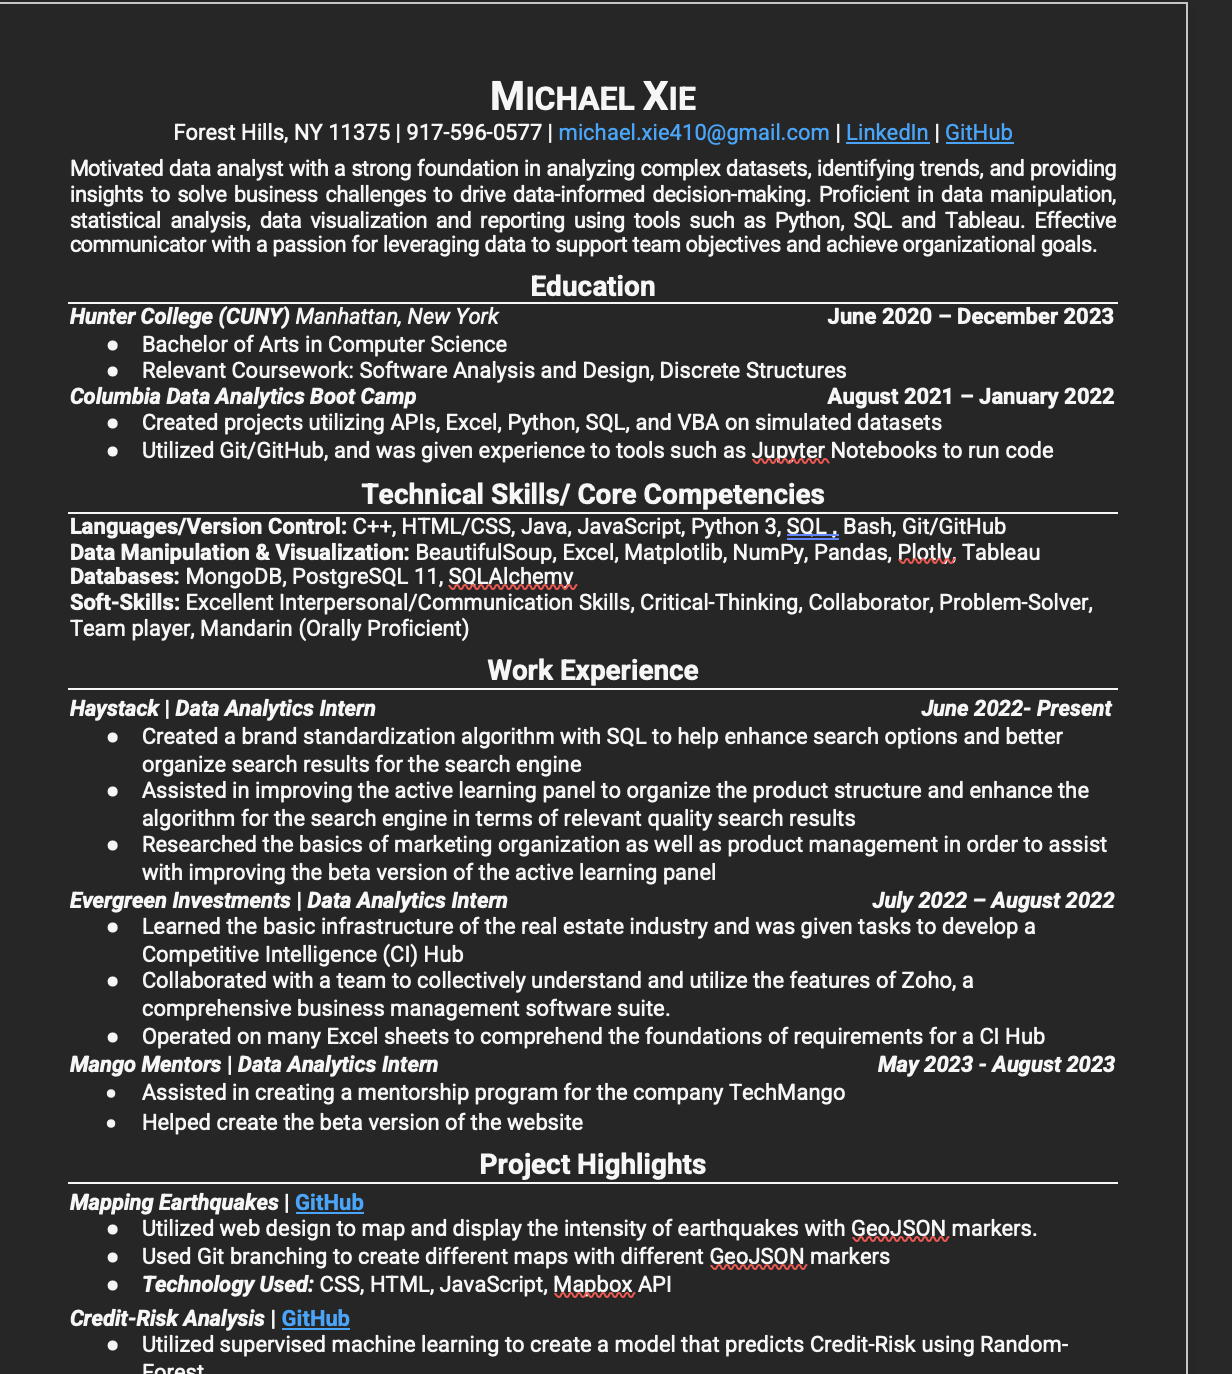 MICHAEL XIE
Forest Hills, NY 11375 | 917-596-0577 | michael.xie410@gmail.com | LinkedIn | GitHub
Motivated data analyst with a strong foundation in analyzing complex datasets, identifying trends, and providing
insights to solve business challenges to drive data-informed decision-making. Proficient in data manipulation,
statistical analysis, data visualization and reporting using tools such as Python, SQL and Tableau. Effective
communicator with a passion for leveraging data to support team objectives and achieve organizational goals.
Education
Hunter College (CUNY) Manhattan, New York June 2020 – December 2023
● Bachelor of Arts in Computer Science
● Relevant Coursework: Software Analysis and Design, Discrete Structures
Columbia Data Analytics Boot Camp August 2021 – January 2022
● Created projects utilizing APIs, Excel, Python, SQL, and VBA on simulated datasets
● Utilized Git/GitHub, and was given experience to tools such as Jupyter Notebooks to run code
Technical Skills/ Core Competencies
Languages/Version Control: C++, HTML/CSS, Java, JavaScript, Python 3, SQL , Bash, Git/GitHub
Data Manipulation & Visualization: BeautifulSoup, Excel, Matplotlib, NumPy, Pandas, Plotly, Tableau
Databases: MongoDB, PostgreSQL 11, SQLAlchemy
Soft-Skills: Excellent Interpersonal/Communication Skills, Critical-Thinking, Collaborator, Problem-Solver,
Team player, Mandarin (Orally Proficient)
Work Experience
Haystack | Data Analytics Intern June 2022- Present
● Created a brand standardization algorithm with SQL to help enhance search options and better
organize search results for the search engine
● Assisted in improving the active learning panel to organize the product structure and enhance the
algorithm for the search engine in terms of relevant quality search results
● Researched the basics of marketing organization as well as product management in order to assist
with improving the beta version of the active learning panel
Evergreen Investments | Data Analytics Intern July 2022 – August 2022
● Learned the basic infrastructure of the real estate industry and was given tasks to develop a
Competitive Intelligence (CI) Hub
● Collaborated with a team to collectively understand and utilize the features of Zoho, a
comprehensive business management software suite.
● Operated on many Excel sheets to comprehend the foundations of requirements for a CI Hub
Mango Mentors | Data Analytics Intern May 2023 - August 2023
● Assisted in creating a mentorship program for the company TechMango
● Helped create the beta version of the website
Project Highlights
Mapping Earthquakes | GitHub
● Utilized web design to map and display the intensity of earthquakes with GeoJSON markers.
● Used Git branching to create different maps with different GeoJSON markers
● Technology Used: CSS, HTML, JavaScript, Mapbox API
Credit-Risk Analysis | GitHub
● Utilized supervised machine learning to create a model that predicts Credit-Risk using Random-
Forest